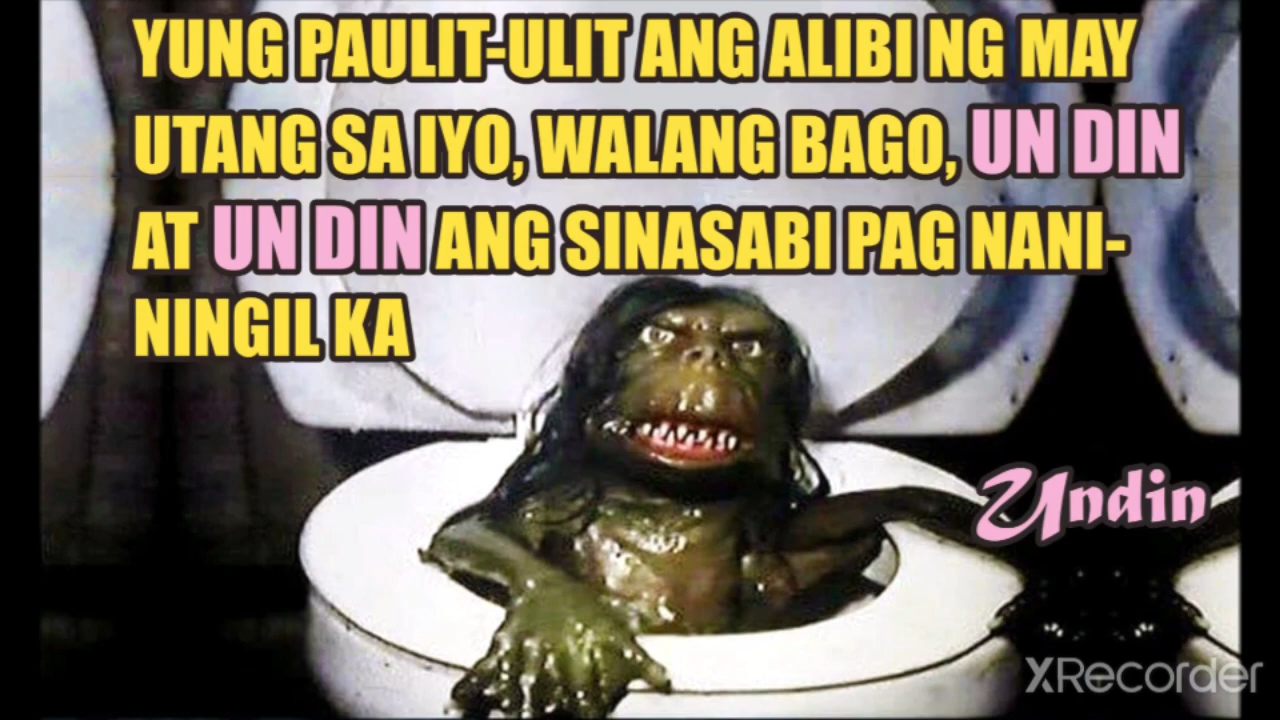 YUNG PAULIT-ULIT ANG ALIBI NG MAY
UTANG SA IYO, WALANG BAGO, UN DIN
AT UN DIN ANG SINASABI PAG NANI-
NINGIL KA
Undin
XRecorder